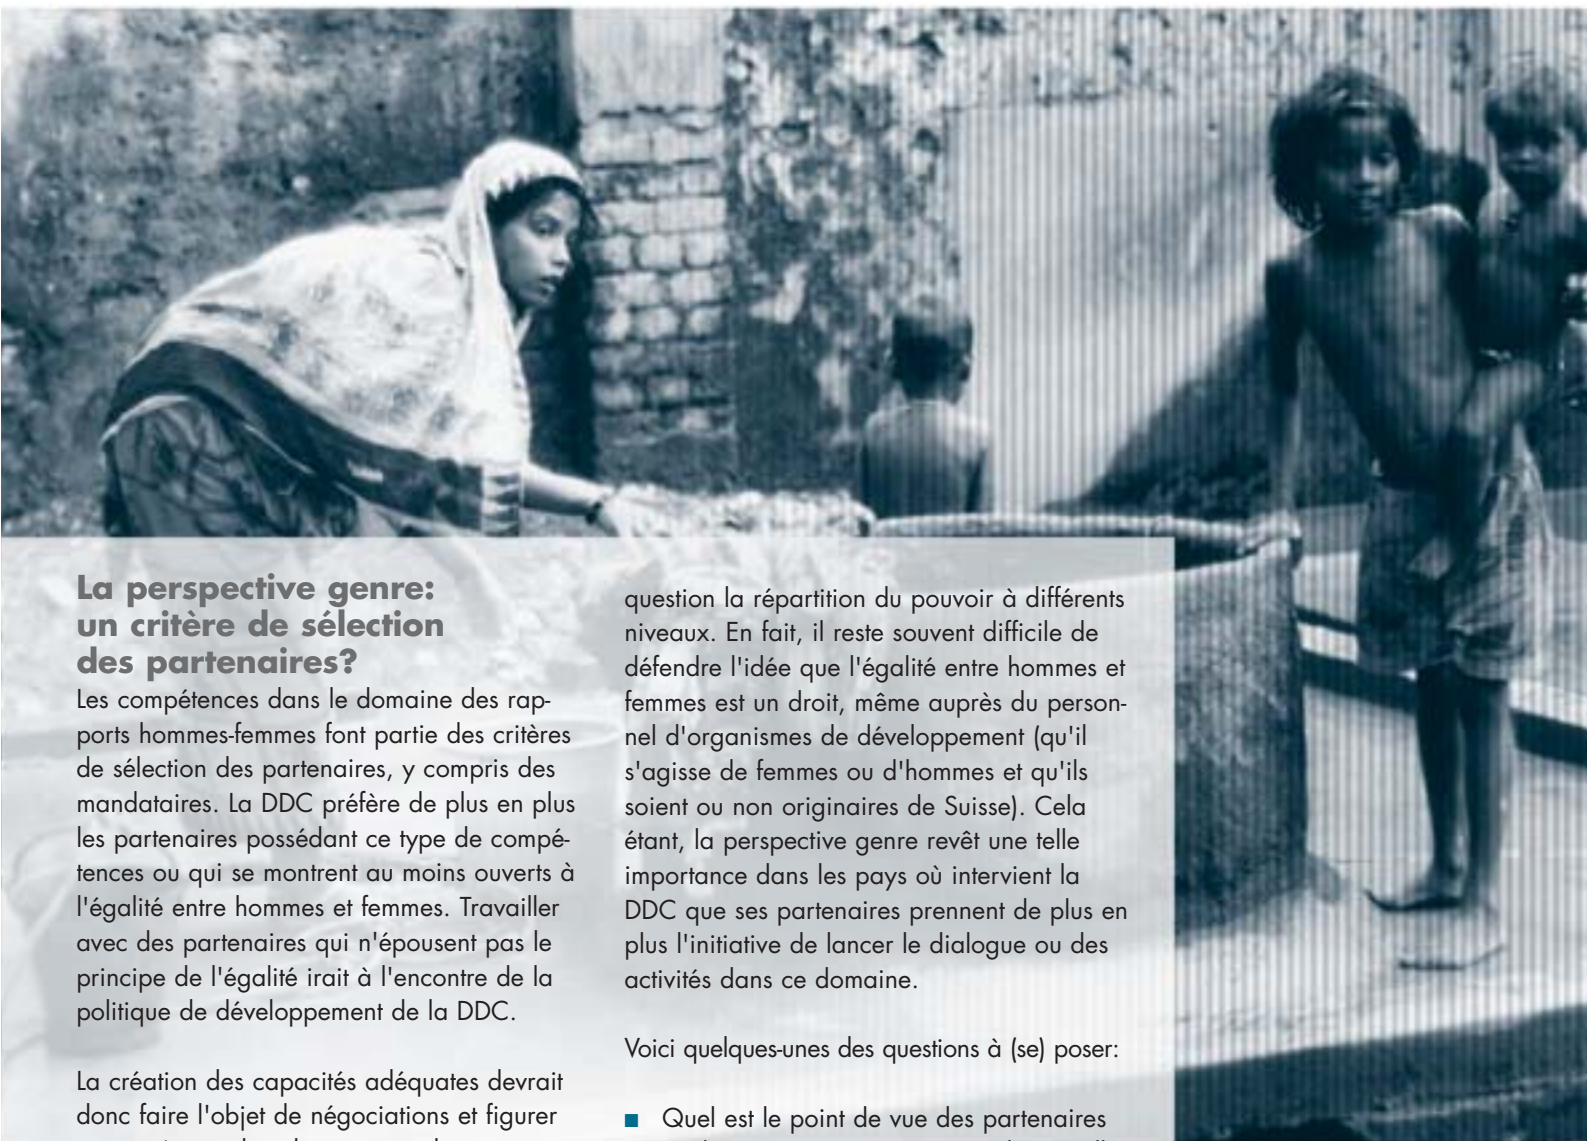 La perspective genre:
un critère de sélection
des partenaires?
Les compétences dans le domaine des rap-
ports hommes-femmes font partie des critères
de sélection des partenaires, y compris des
mandataires. La DDC préfère de plus en plus
les partenaires possédant ce type de compé-
tences ou qui se montrent au moins ouverts à
l'égalité entre hommes et femmes. Travailler
avec des partenaires qui n'épousent pas le
principe de l'égalité irait à l'encontre de la
politique de développement de la DDC.
La création des capacités adéquates devrait
donc faire l'objet de négociations et figurer
question la répartition du pouvoir à différents
niveaux. En fait, il reste souvent difficile de
défendre l'idée que l'égalité entre hommes et
femmes est un droit, même auprès du person-
nel d'organismes de développement (qu'il
s'agisse de femmes ou d'hommes et qu'ils
soient ou non originaires de Suisse). Cela
étant, la perspective genre revêt une telle
importance dans les pays où intervient la
DDC que ses partenaires prennent de plus en
plus l'initiative de lancer le dialogue ou des
activités dans ce domaine.
Voici quelques-unes des questions à (se) poser:
■ Quel est le point de vue des partenaires